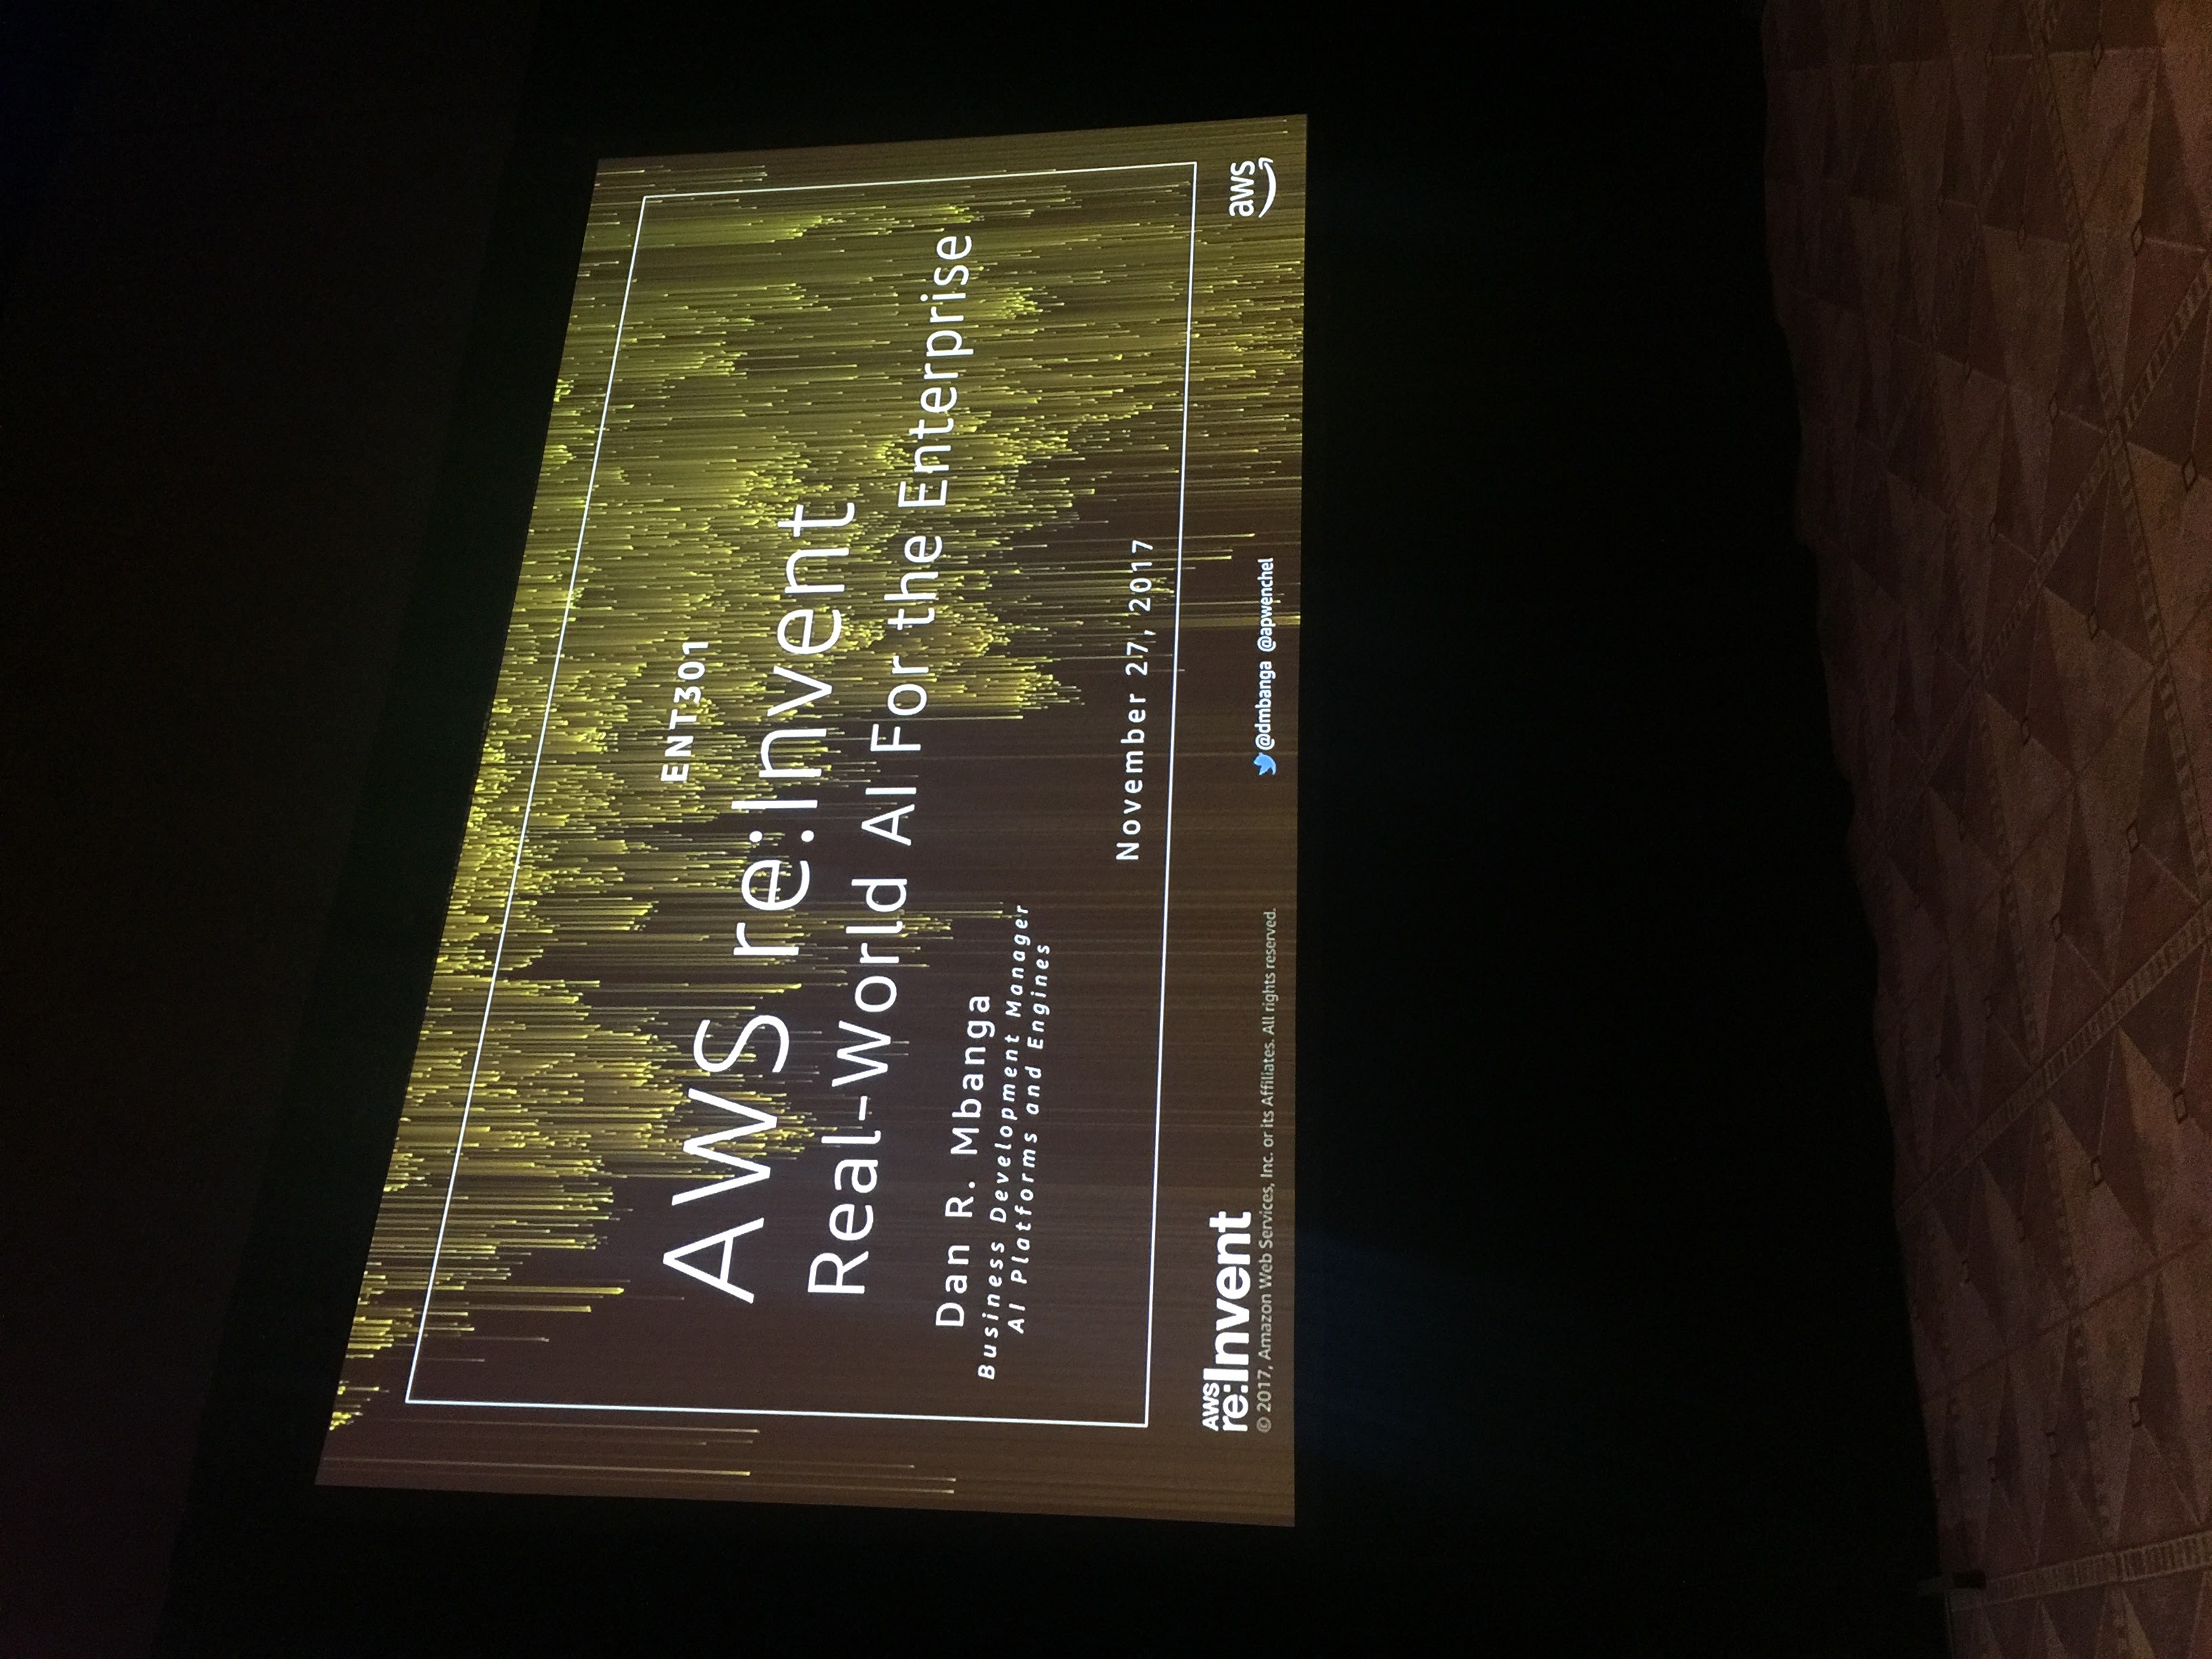 ENT301
AWS re:Invent
Real-World AI For the Enterprise
Dan R. Mbanga
Business Development Manager
AI Platforms and Engines
November 27, 2017
AWS
re:Invent
© 2017, Amazon Web Services, Inc. or its Affiliates. All rights reserved.
@dmbanga @apwenchel
aws